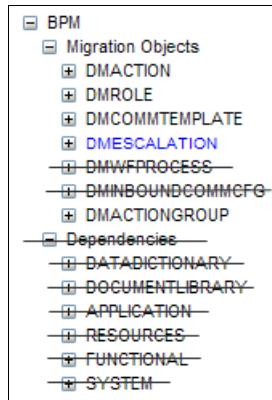 BPM
Migration Objects
DMACTION
DMROLE
DMCOMMTEMPLATE
DMESCALATION
DMWFPROCESS
DMINBOUNDCOMMCFG
DMACTIONGROUP
Dependencies
DATADICTIONARY
DOCUMENTLIBRARY
APPLICATION
RESOURCES
FUNCTIONAL
SYSTEM